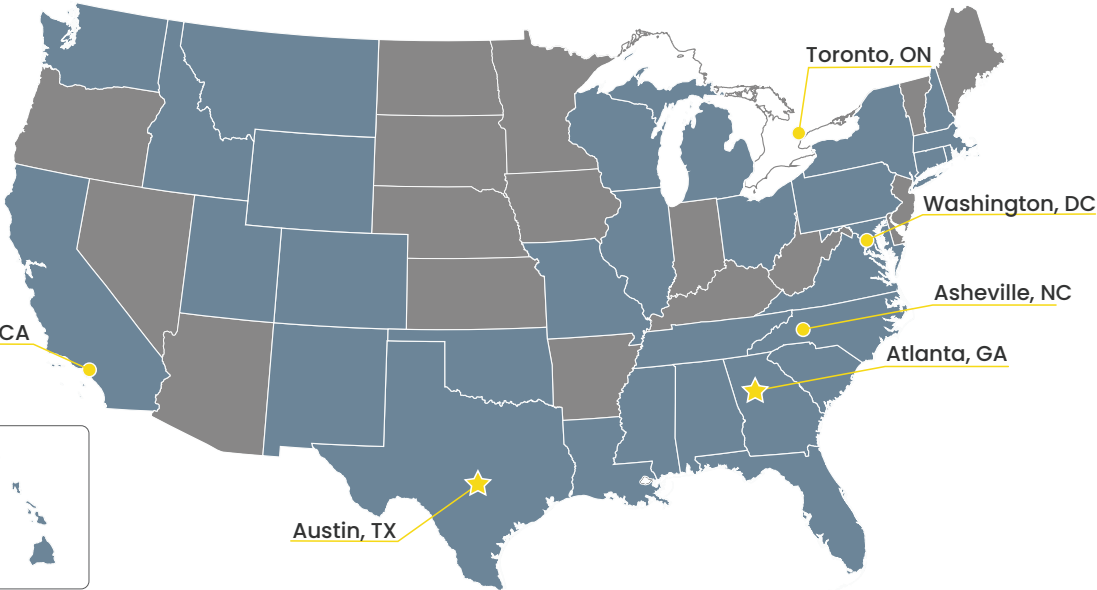 Toronto, ON
Washington, DC
Asheville, NC
CA
Atlanta, GA
Austin, TX